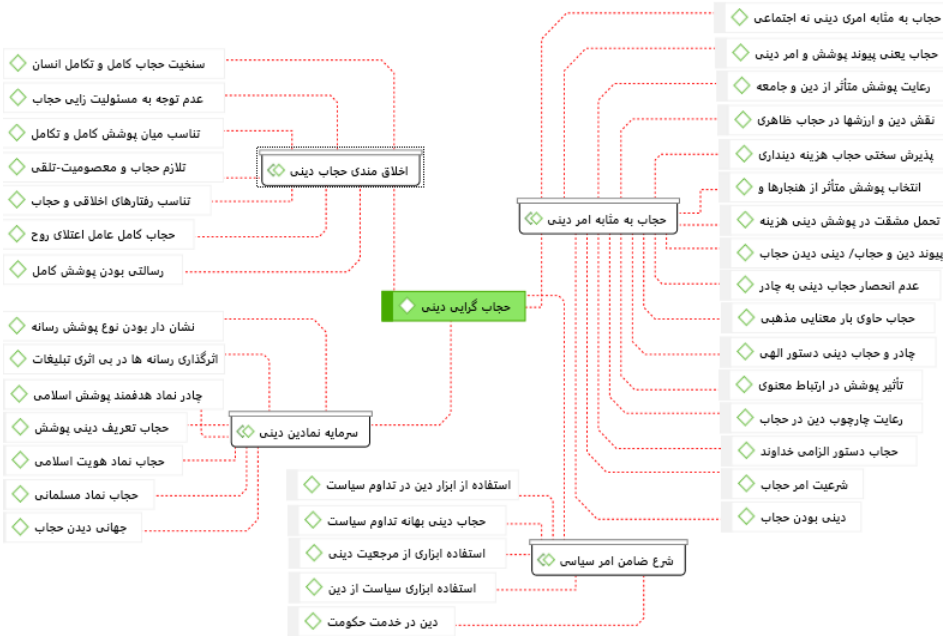 حجاب به مثابه امری دینی نه اجتماعی
حجاب یعنی پیوند پوشش و امر دینی
رعایت پوشش متأثر از دین و جامعه
نقش دین و ارزشها در حجاب ظاهری
پذیرش سختی حجاب هزینه دینداری
انتخاب پوشش متأثر از هنجارها و
تحمل مشقت در پوشش دینی هزینه
پیوند دین و حجاب/ دینی دیدن حجاب
عدم انحصار حجاب دینی به چادر
حجاب حاوی بار معنایی مذهبی
چادر و حجاب دینی دستور الهی
تأثیر پوشش در ارتباط معنوی
رعایت چارچوب دین در حجاب
حجاب دستور الزامی خداوند
شرعیت امر حجاب
دینی بودن حجاب
حجاب به مثابه امر دینی
حجاب گرایی دینی
اخلاق مندی حجاب دینی
سنخیت حجاب کامل و تکامل انسان
عدم توجه به مسئولیت زایی حجاب
تناسب میان پوشش کامل و تکامل
تلازم حجاب و معصومیت-تلقی
تناسب رفتارهای اخلاقی و حجاب
حجاب کامل عامل اعتلای روح
رسالتی بودن پوشش کامل
سرمایه نمادین دینی
نشان دار بودن نوع پوشش رسانه
اثرگذاری رسانه ها در بی اثری تبلیغات
چادر نماد هدفمند پوشش اسلامی
حجاب تعریف دینی پوشش
حجاب نماد هویت اسلامی
حجاب نماد مسلمانی
جهانی دیدن حجاب
شرع ضامن امر سیاسی
استفاده از ابزار دین در تداوم سیاست
حجاب دینی بهانه تداوم سیاست
استفاده ابزاری از مرجعیت دینی
استفاده ابزاری سیاست از دین
دین در خدمت حکومت